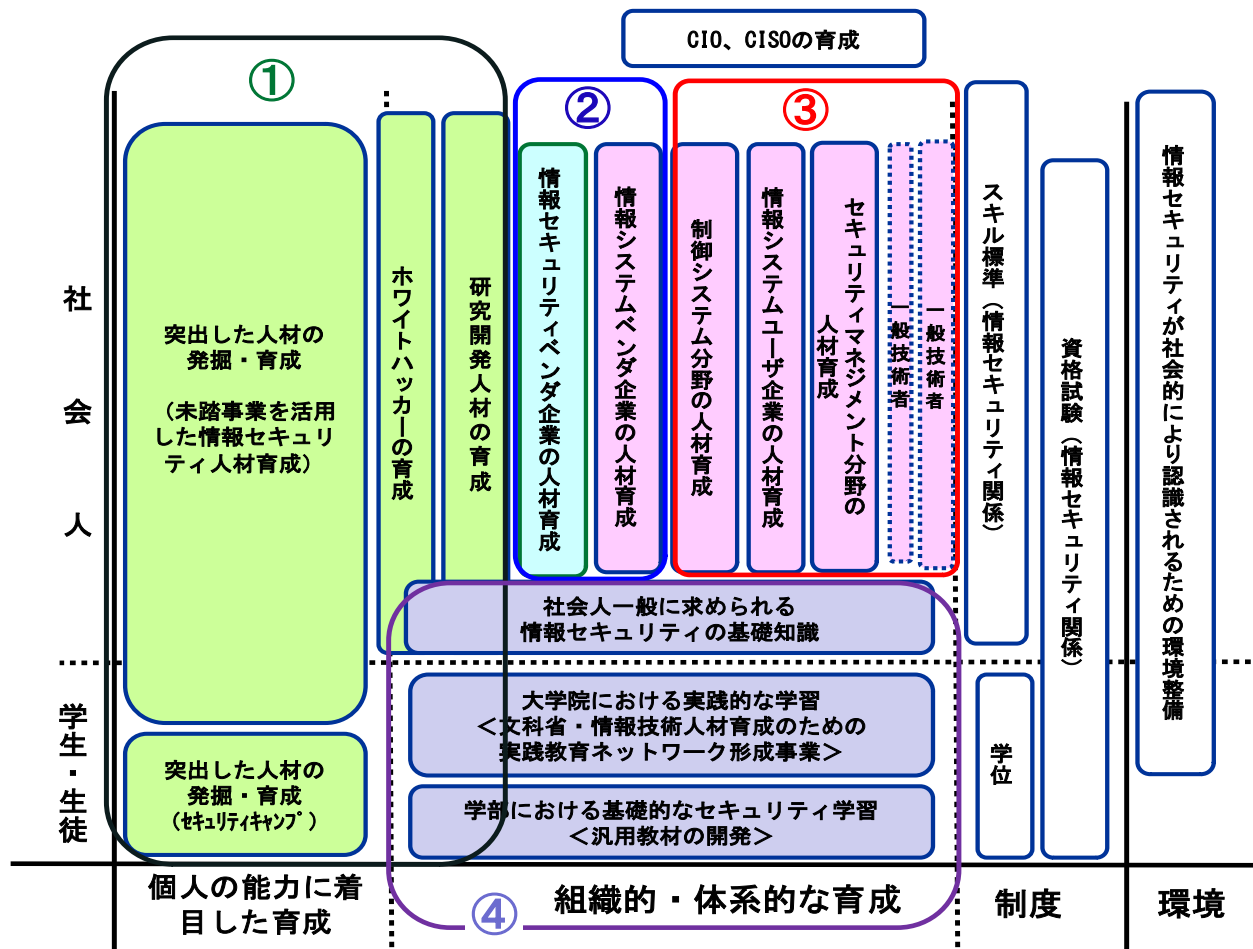 CIO、CISOの育成
①
②
③
社会人
突出した人材の
発掘・育成
（未踏事業を活用
した情報セキュリ
ティ人材育成）
ホワイトハッカーの育成
研究開発人材の育成
情報セキュリティベンダ企業の人材育成
情報システムベンダ企業の人材育成
制御システム分野の人材育成
情報システムユーザ企業の人材育成
セキュリティマネジメント分野の
人材育成
一般技術者
一般技術者
スキル標準（情報セキュリティ関係）
資格試験（情報セキュリティ関係）
情報セキュリティが社会的により認識されるための環境整備
社会人一般に求められる
情報セキュリティの基礎知識
学生・生徒
突出した人材の
発掘・育成
（ｾｷｭﾘﾃｨｷｬﾝﾌﾟ）
大学院における実践的な学習
＜文科省・情報技術人材育成のための
実践教育ネットワーク形成事業＞
学部における基礎的なセキュリティ学習
＜汎用教材の開発＞
学位
個人の能力に着
目した育成
④
組織的・体系的な育成
制度
環境